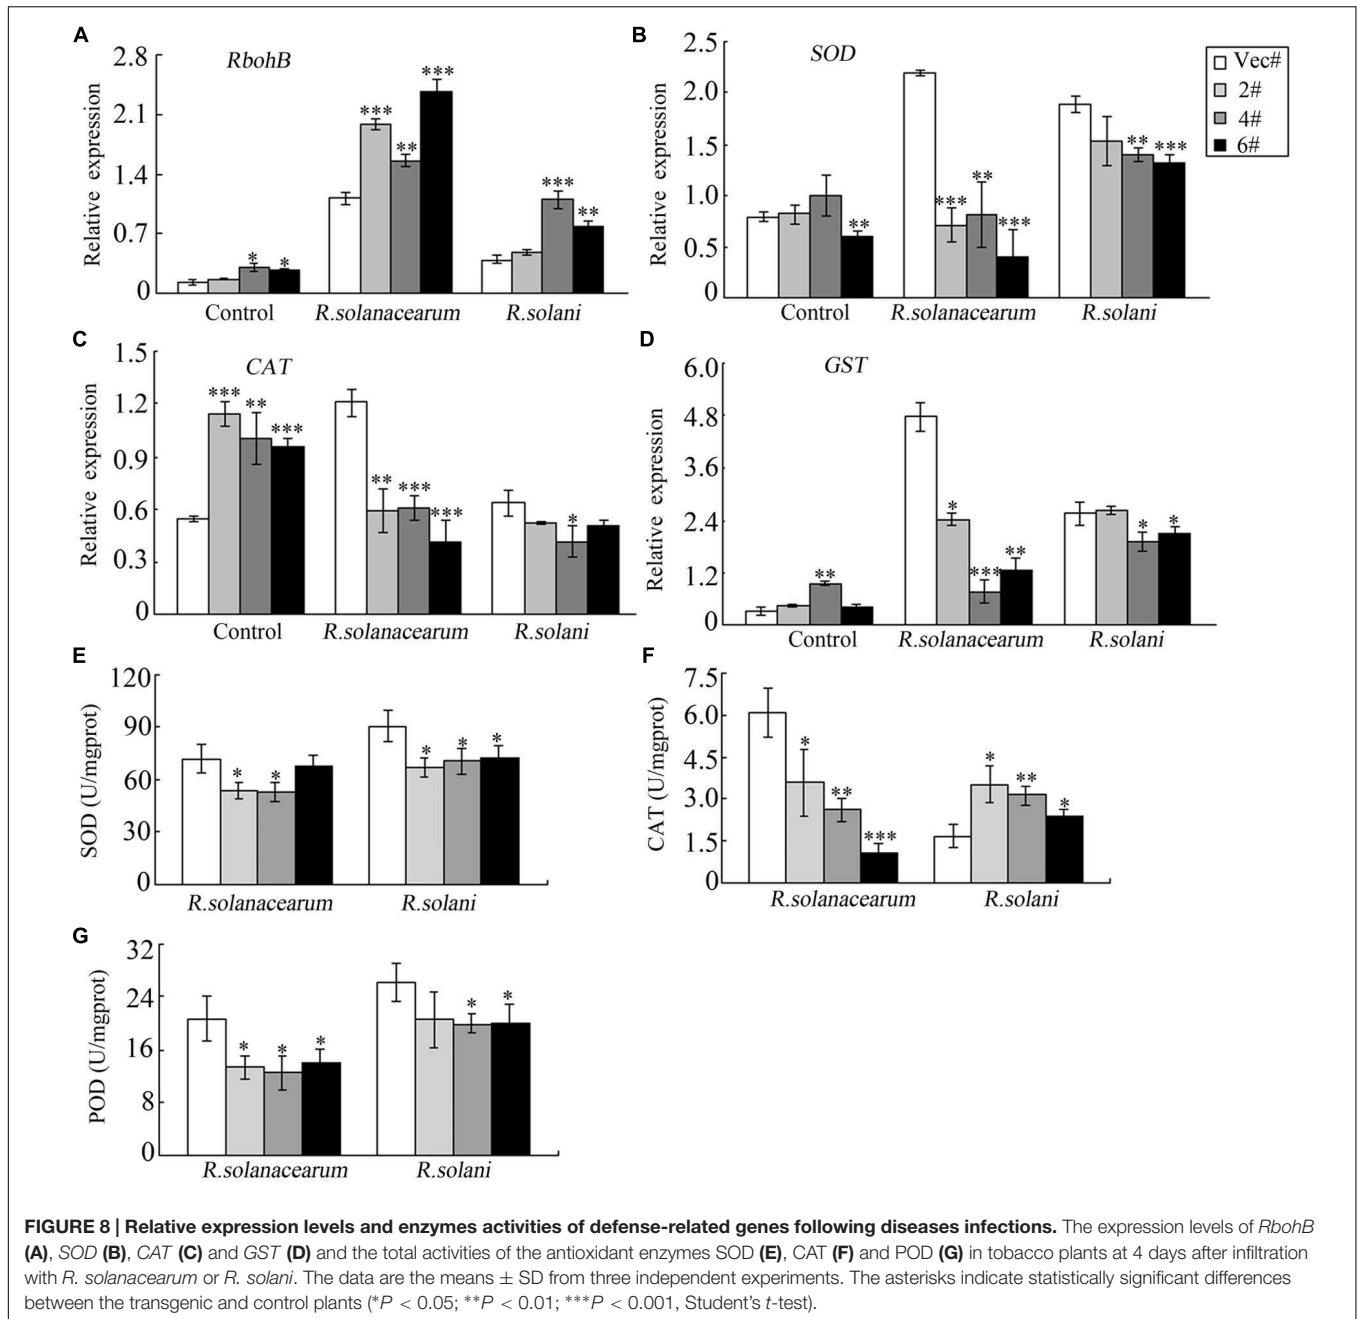 A
RbohB
Relative expression
2.8
2.1
1.4
0.7
0
***
**
***
***
**
*
*
Control
R.solanacearum
R.solani
B
SOD
Relative expression
2.5
2.0
1.5
1.0
0.5
0
**
***
**
***
**
***
Control
R.solanacearum
R.solani
Vec#
2#
4#
6#
C
CAT
Relative expression
1.5
1.2
0.9
0.6
0.3
0
***
**
***
**
***
***
*
Control
R.solanacearum
R.solani
D
GST
Relative expression
6.0
4.8
3.6
2.4
1.2
0
**
*
***
**
*
*
Control
R.solanacearum
R.solani
E
SOD (U/mgprot)
120
90
60
30
0
*
*
*
*
*
R.solanacearum
R.solani
F
CAT (U/mgprot)
7.5
6.0
4.5
3.0
1.5
0
*
**
***
*
**
*
R.solanacearum
R.solani
G
POD (U/mgprot)
32
24
16
8
0
*
*
*
*
*
R.solanacearum
R.solani
FIGURE 8 | Relative expression levels and enzymes activities of defense-related genes following diseases infections. The expression levels of RbohB
(A), SOD (B), CAT (C) and GST (D) and the total activities of the antioxidant enzymes SOD (E), CAT (F) and POD (G) in tobacco plants at 4 days after infiltration
with R. solanacearum or R. solani. The data are the means ± SD from three independent experiments. The asterisks indicate statistically significant differences
between the transgenic and control plants (*P < 0.05; **P < 0.01; ***P < 0.001, Student's t-test).